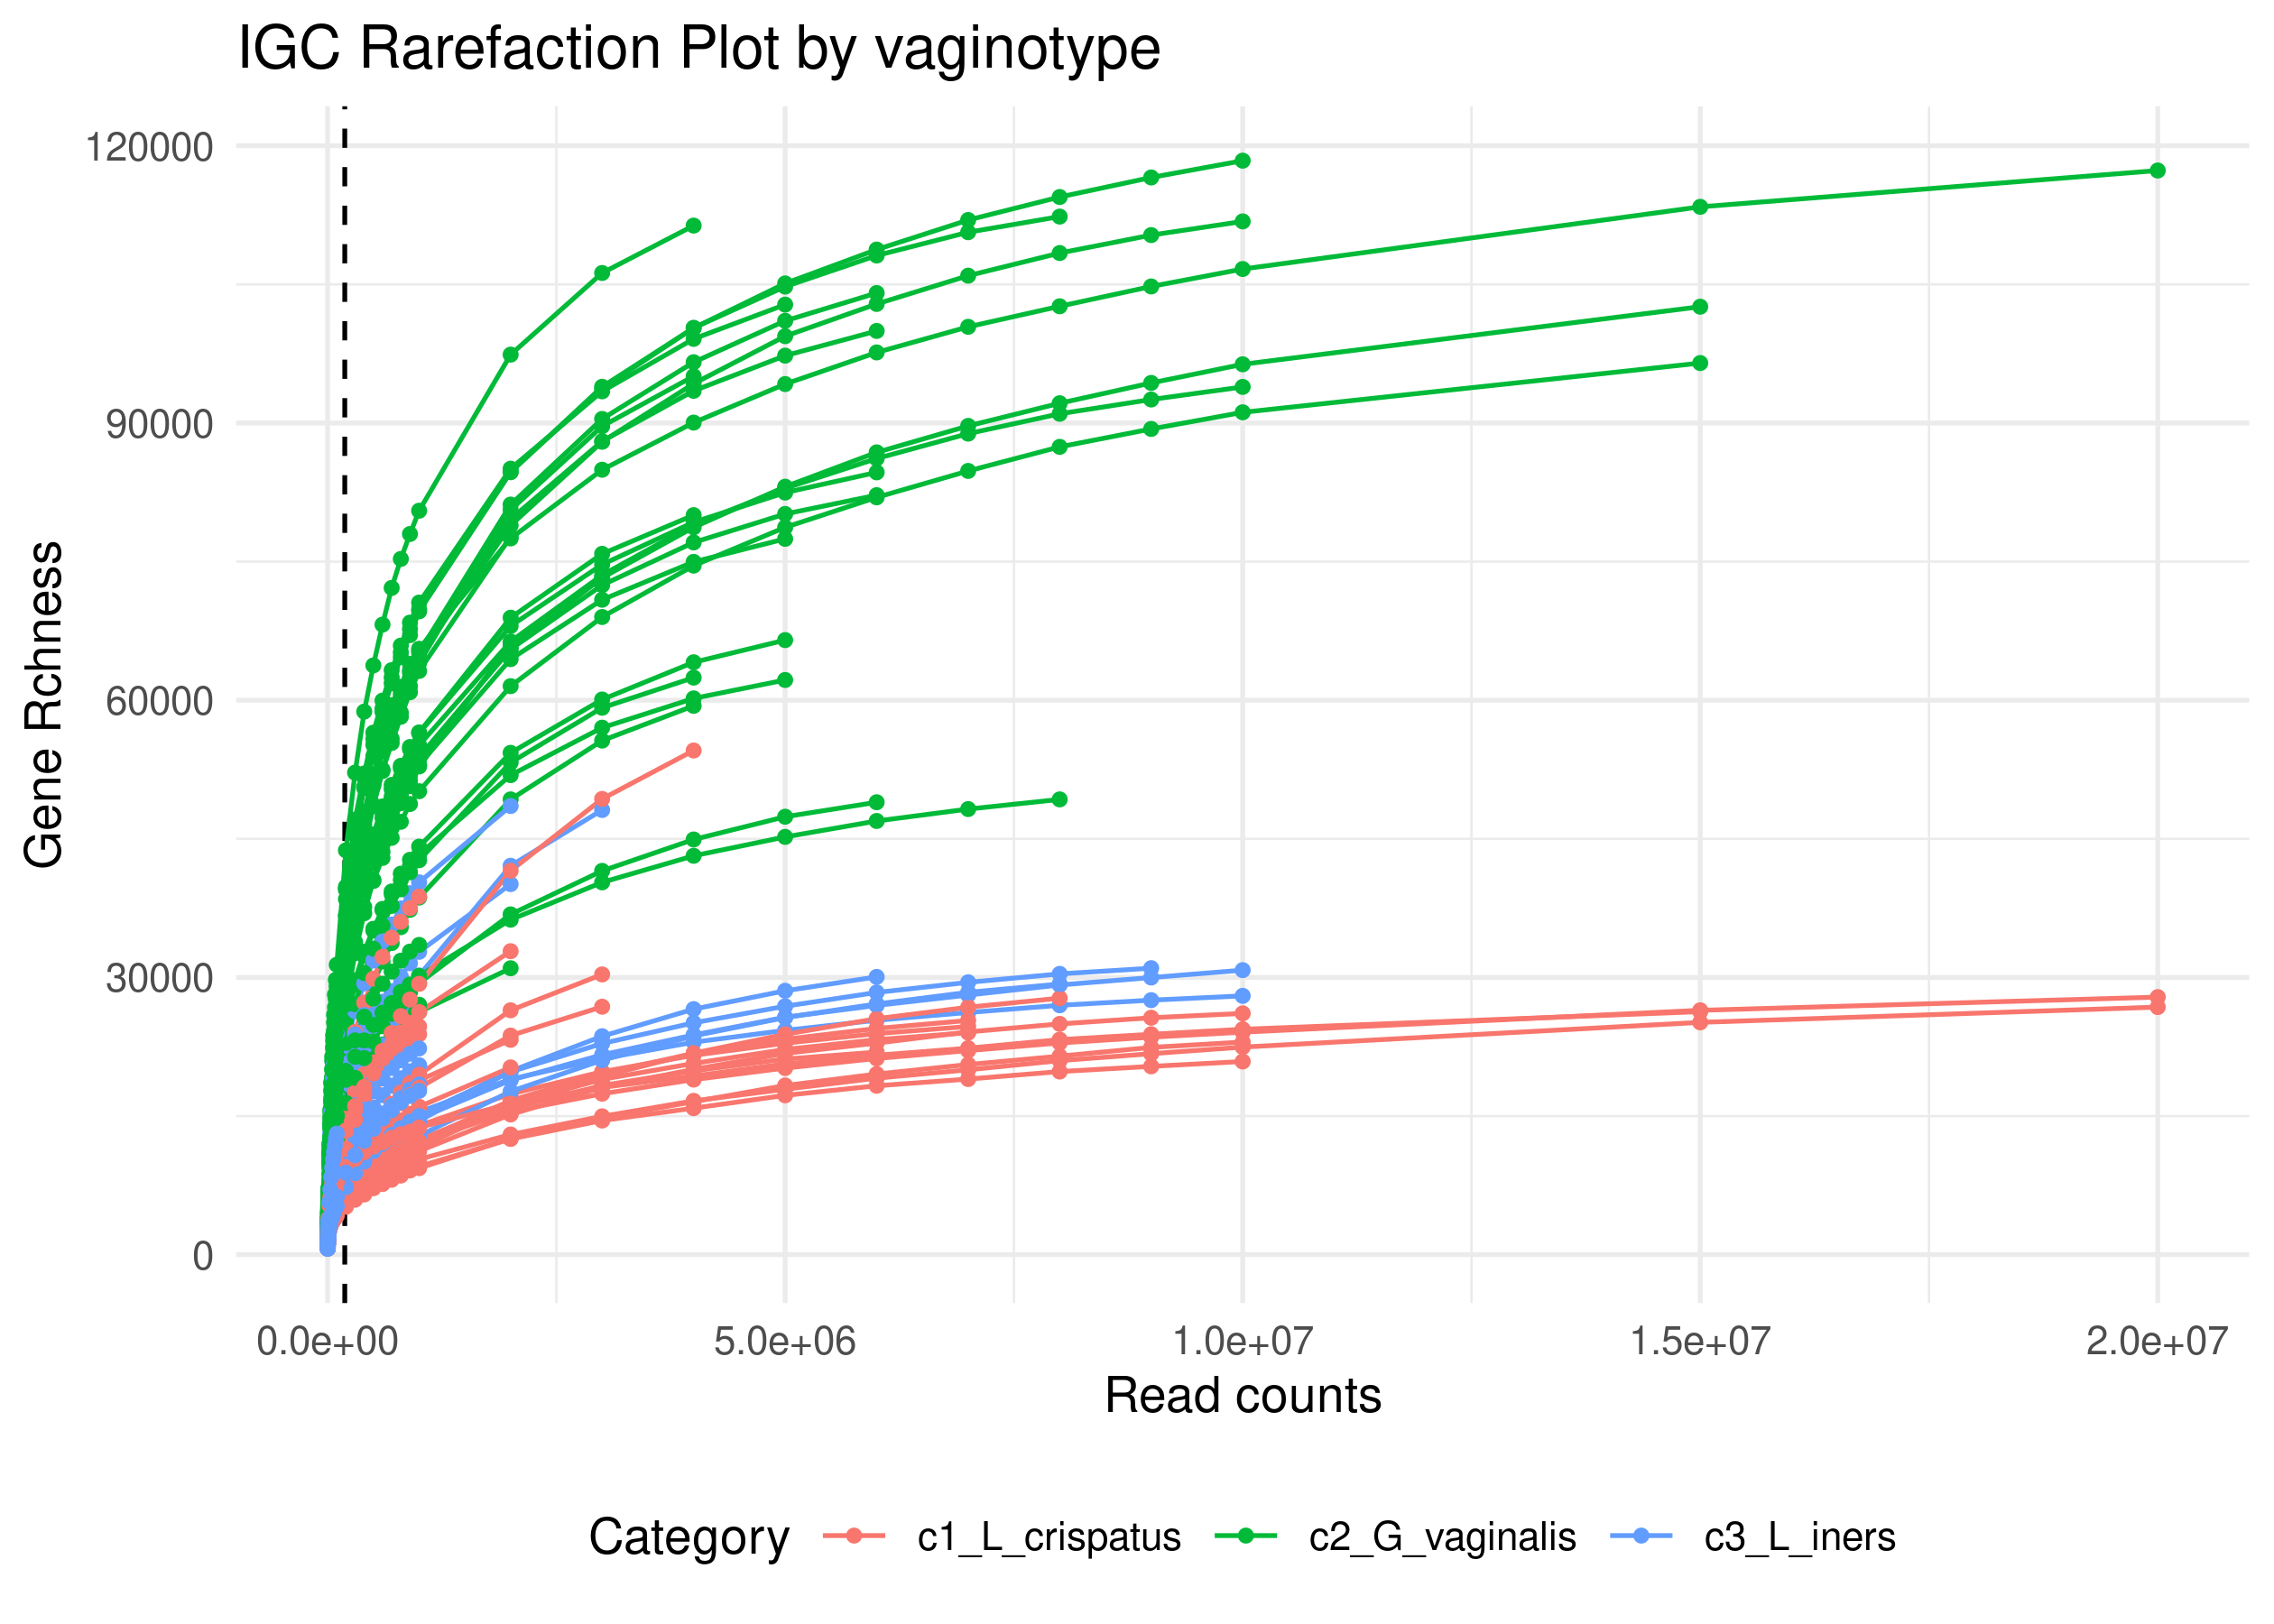 IGC Rarefaction Plot by vaginotype
120000
90000
60000
30000
0
Gene Rchness
0.0e+00 5.0e+06 1.0e+07 1.5e+07 2.0e+07
Read counts
Category c1_L_crispatus c2_G_vaginalis c3_L_iners